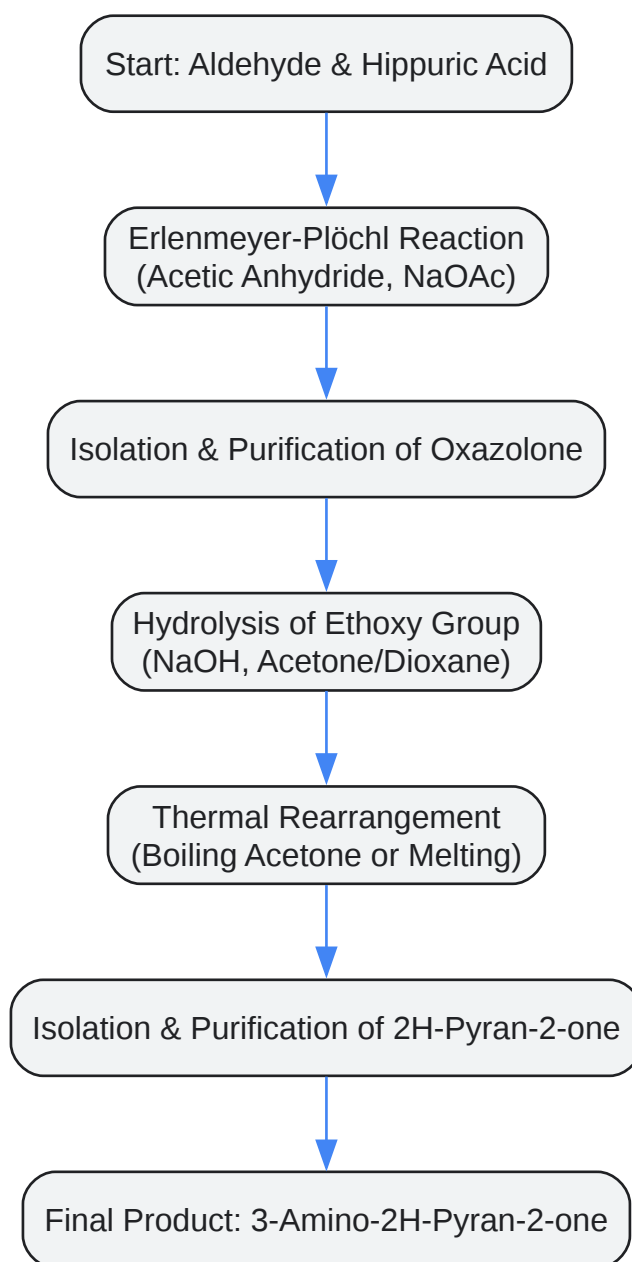 Start: Aldehyde & Hippuric Acid
Erlenmeyer-Plöchl Reaction
(Acetic Anhydride, NaOAc)
Isolation & Purification of Oxazolone
Hydrolysis of Ethoxy Group
(NaOH, Acetone/Dioxane)
Thermal Rearrangement
(Boiling Acetone or Melting)
Isolation & Purification of 2H-Pyran-2-one
Final Product: 3-Amino-2H-Pyran-2-one